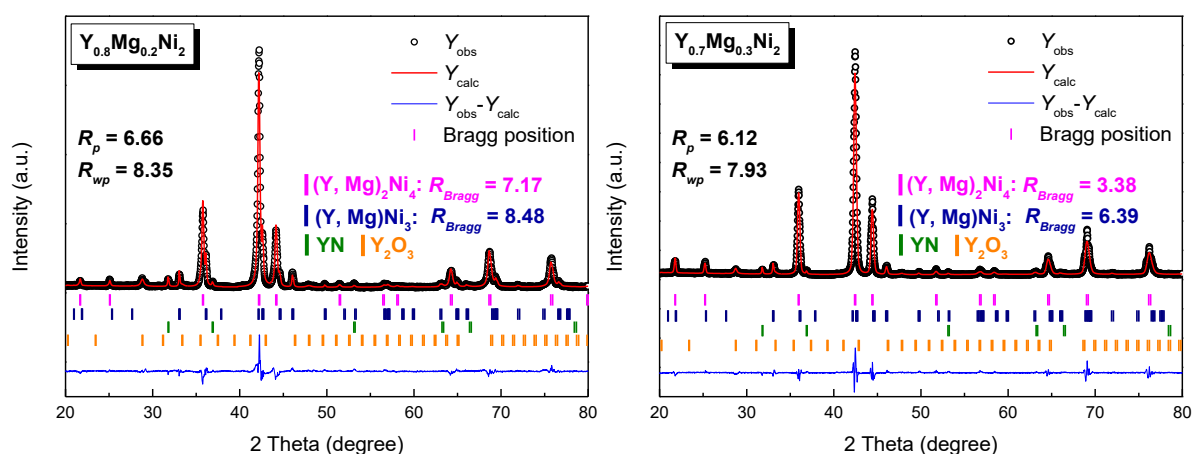 Y0.8Mg0.2Ni2
Yobs
Ycalc
Yobs-Ycalc
Bragg position
Rp = 6.66
Rwp = 8.35
(Y, Mg)2Ni4: RBragg = 7.17
(Y, Mg)Ni3: RBragg = 8.48
YN Y2O3
Intensity (a.u.)
20 30 40 50 60 70 80
2 Theta (degree)
Y0.7Mg0.3Ni2
Yobs
Ycalc
Yobs-Ycalc
Bragg position
Rp = 6.12
Rwp = 7.93
(Y, Mg)2Ni4: RBragg = 3.38
(Y, Mg)Ni3: RBragg = 6.39
YN Y2O3
Intensity (a.u.)
20 30 40 50 60 70 80
2 Theta (degree)